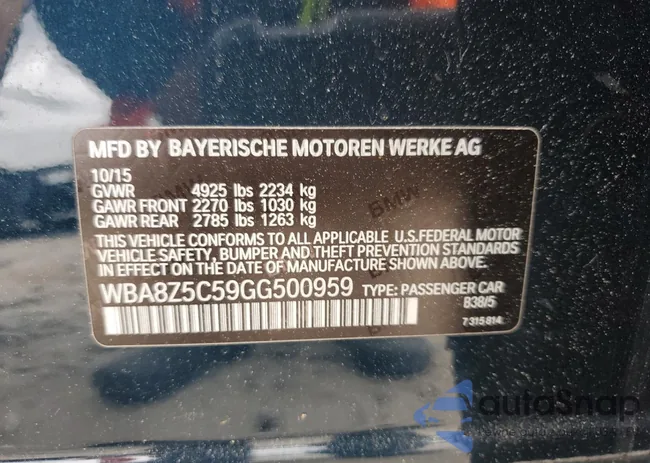 MFD BY BAYERISCHE MOTOREN WERKE AG
10/15
GVWR 4925 lbs 2234 kg
GAWR FRONT 2270 lbs 1030 kg
GAWR REAR 2785 lbs 1263 kg
THIS VEHICLE CONFORMS TO ALL APPLICABLE U.S.FEDERAL MOTOR
VEHICLE SAFETY, BUMPER AND THEFT PREVENTION STANDARDS
IN EFFECT ON THE DATE OF MANUFACTURE SHOWN ABOVE.
WBA8Z5C59GG500959 TYPE: PASSENGER CAR
838/5
7 315 814
BMW
autoSnap